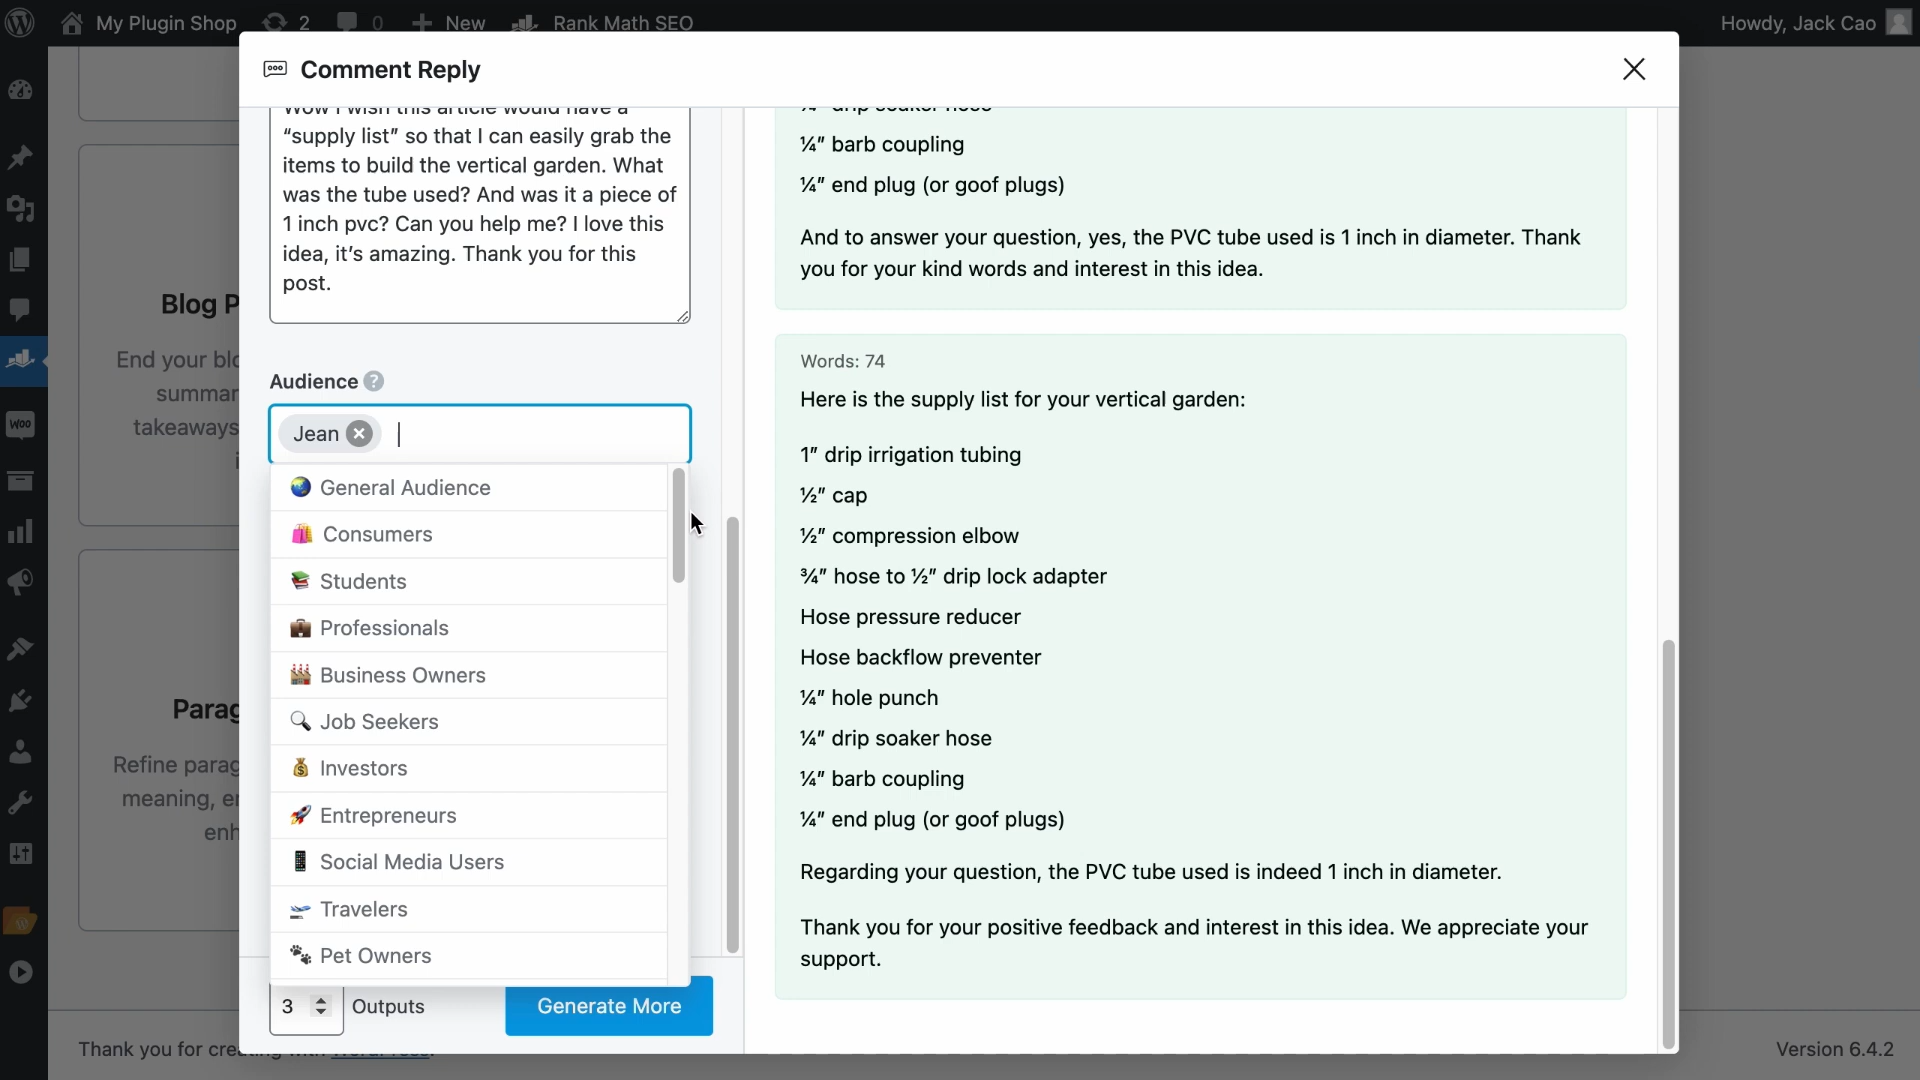 My Plugin Shop
2
0
New
Rank Math SEO
Howdy, Jack Cao
Comment Reply
"supply list" so that I can easily grab the
items to build the vertical garden. What
was the tube used? And was it a piece of
1 inch pvc? Can you help me? I love this
idea, it's amazing. Thank you for this
post.
Audience ?
Jean
General Audience
Consumers
Students
Professionals
Business Owners
Job Seekers
Investors
Entrepreneurs
Social Media Users
Travelers
Pet Owners
3
Outputs
Generate More
¼" drip soaker hose
¼" barb coupling
¼" end plug (or goof plugs)
And to answer your question, yes, the PVC tube used is 1 inch in diameter. Thank
you for your kind words and interest in this idea.
Words: 74
Here is the supply list for your vertical garden:
1" drip irrigation tubing
½" cap
½" compression elbow
¾" hose to ½" drip lock adapter
Hose pressure reducer
Hose backflow preventer
¼" hole punch
¼" drip soaker hose
¼" barb coupling
¼" end plug (or goof plugs)
Regarding your question, the PVC tube used is indeed 1 inch in diameter.
Thank you for your positive feedback and interest in this idea. We appreciate your
support.
Blog P
End your blo
summar
takeaways
Parag
Refine parag
meaning, e
enh
Woo
Thank you for
Version 6.4.2